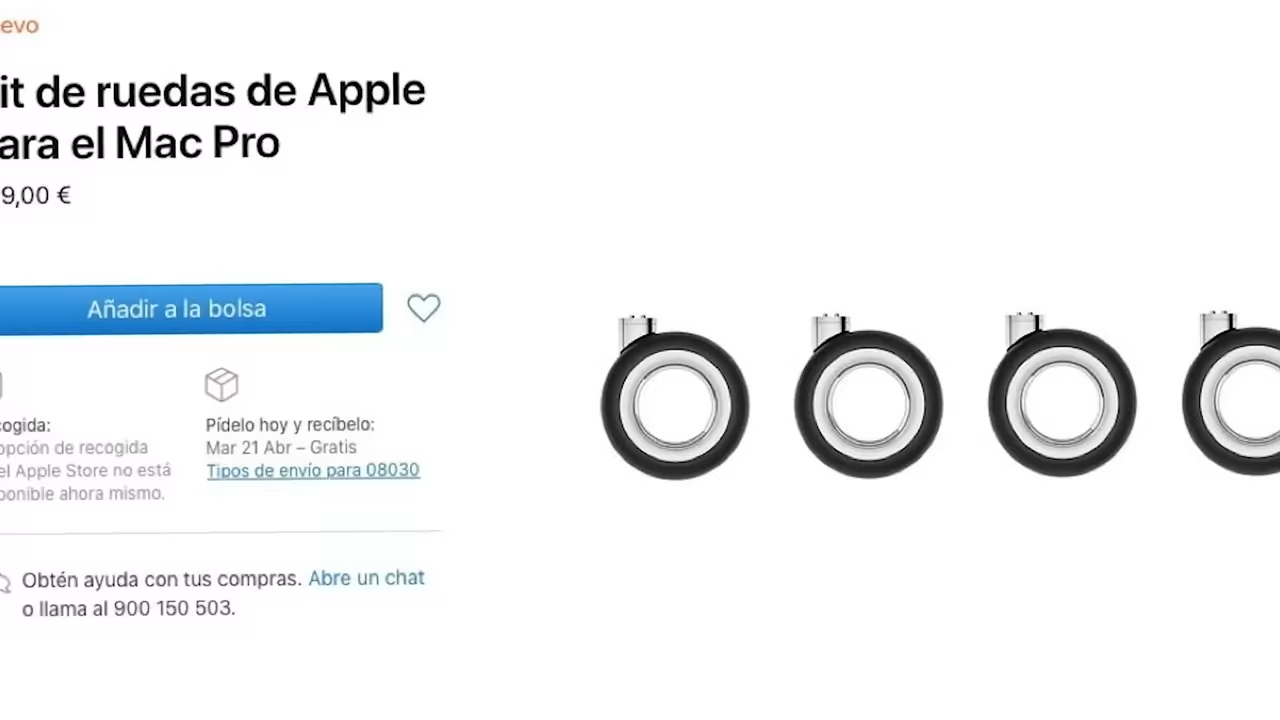 evo
it de ruedas de Apple
ara el Mac Pro
9,00 €
Añadir a la bolsa
cogida:
opción de recogida
el Apple Store no está
ponible ahora mismo.
Pídelo hoy y recíbelo:
Mar 21 Abr – Gratis
Tipos de envío para 08030
Obtén ayuda con tus compras. Abre un chat
o llama al 900 150 503.